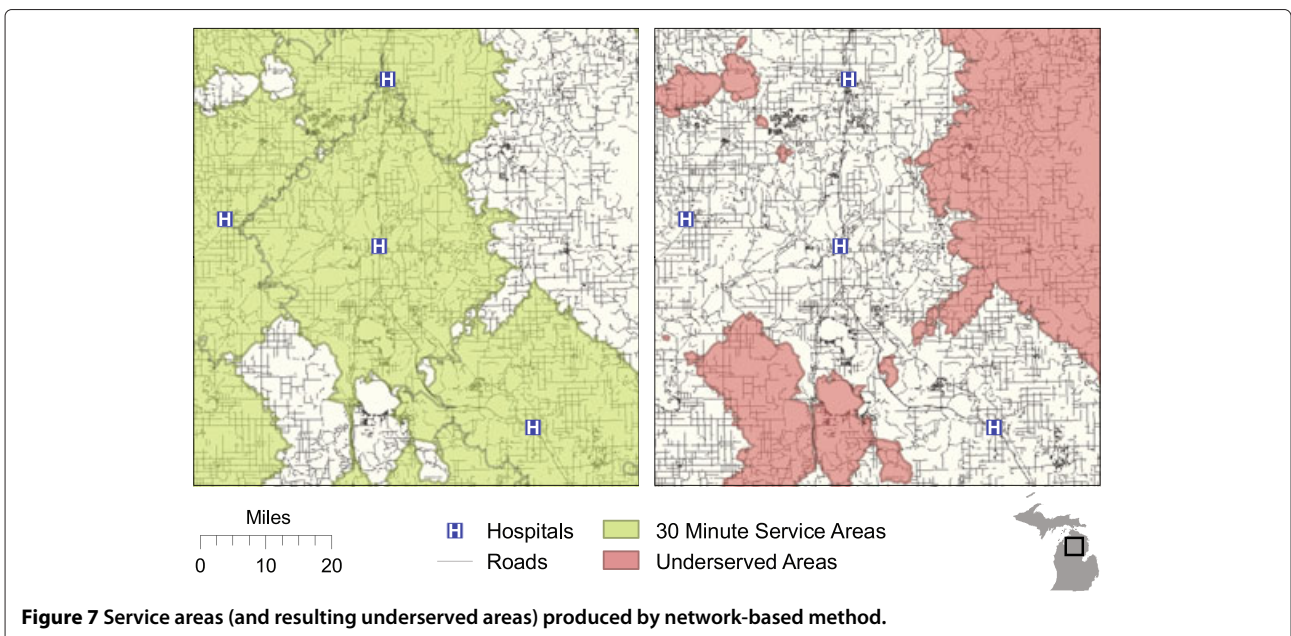 H
H
H
H
H
H
H
H
Miles
0 10 20
H Hospitals
Roads
30 Minute Service Areas
Underserved Areas
Figure 7 Service areas (and resulting underserved areas) produced by network-based method.